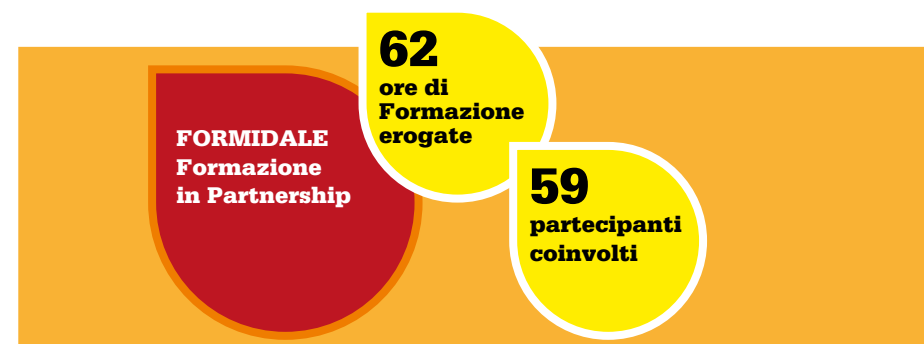 FORMIDALE
Formazione
in Partnership
62
ore di
Formazione
erogate
59
partecipanti
coinvolti